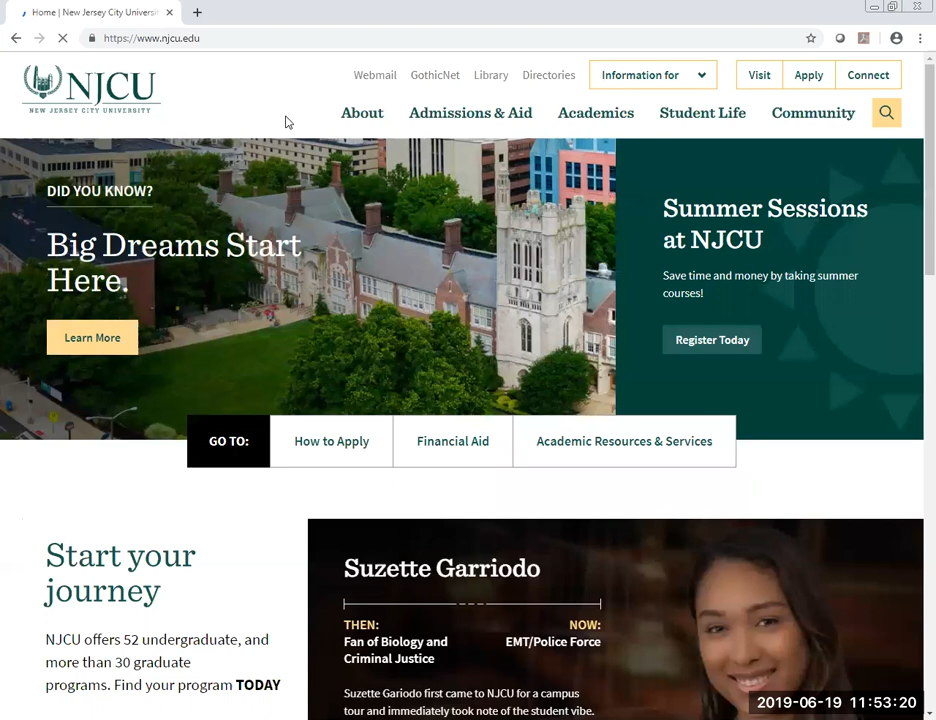 Home | New Jersey City Universit
https://www.njcu.edu
NJCU
NEW JERSEY CITY UNIVERSITY
Webmail GothicNet Library Directories Information for Visit Apply Connect
About Admissions & Aid Academics Student Life Community
DID YOU KNOW?
Big Dreams Start
Here.
Learn More
Summer Sessions
at NJCU
Save time and money by taking summer
courses!
Register Today
GO TO: How to Apply Financial Aid Academic Resources & Services
Start your
journey
NJCU offers 52 undergraduate, and
more than 30 graduate
programs. Find your program TODAY
Suzette Garriodo
THEN:
Fan of Biology and
Criminal Justice
NOW:
EMT/Police Force
Suzette Gariodo first came to NJCU for a campus
tour and immediately took note of the student vibe.
2019-06-19 11:53:20